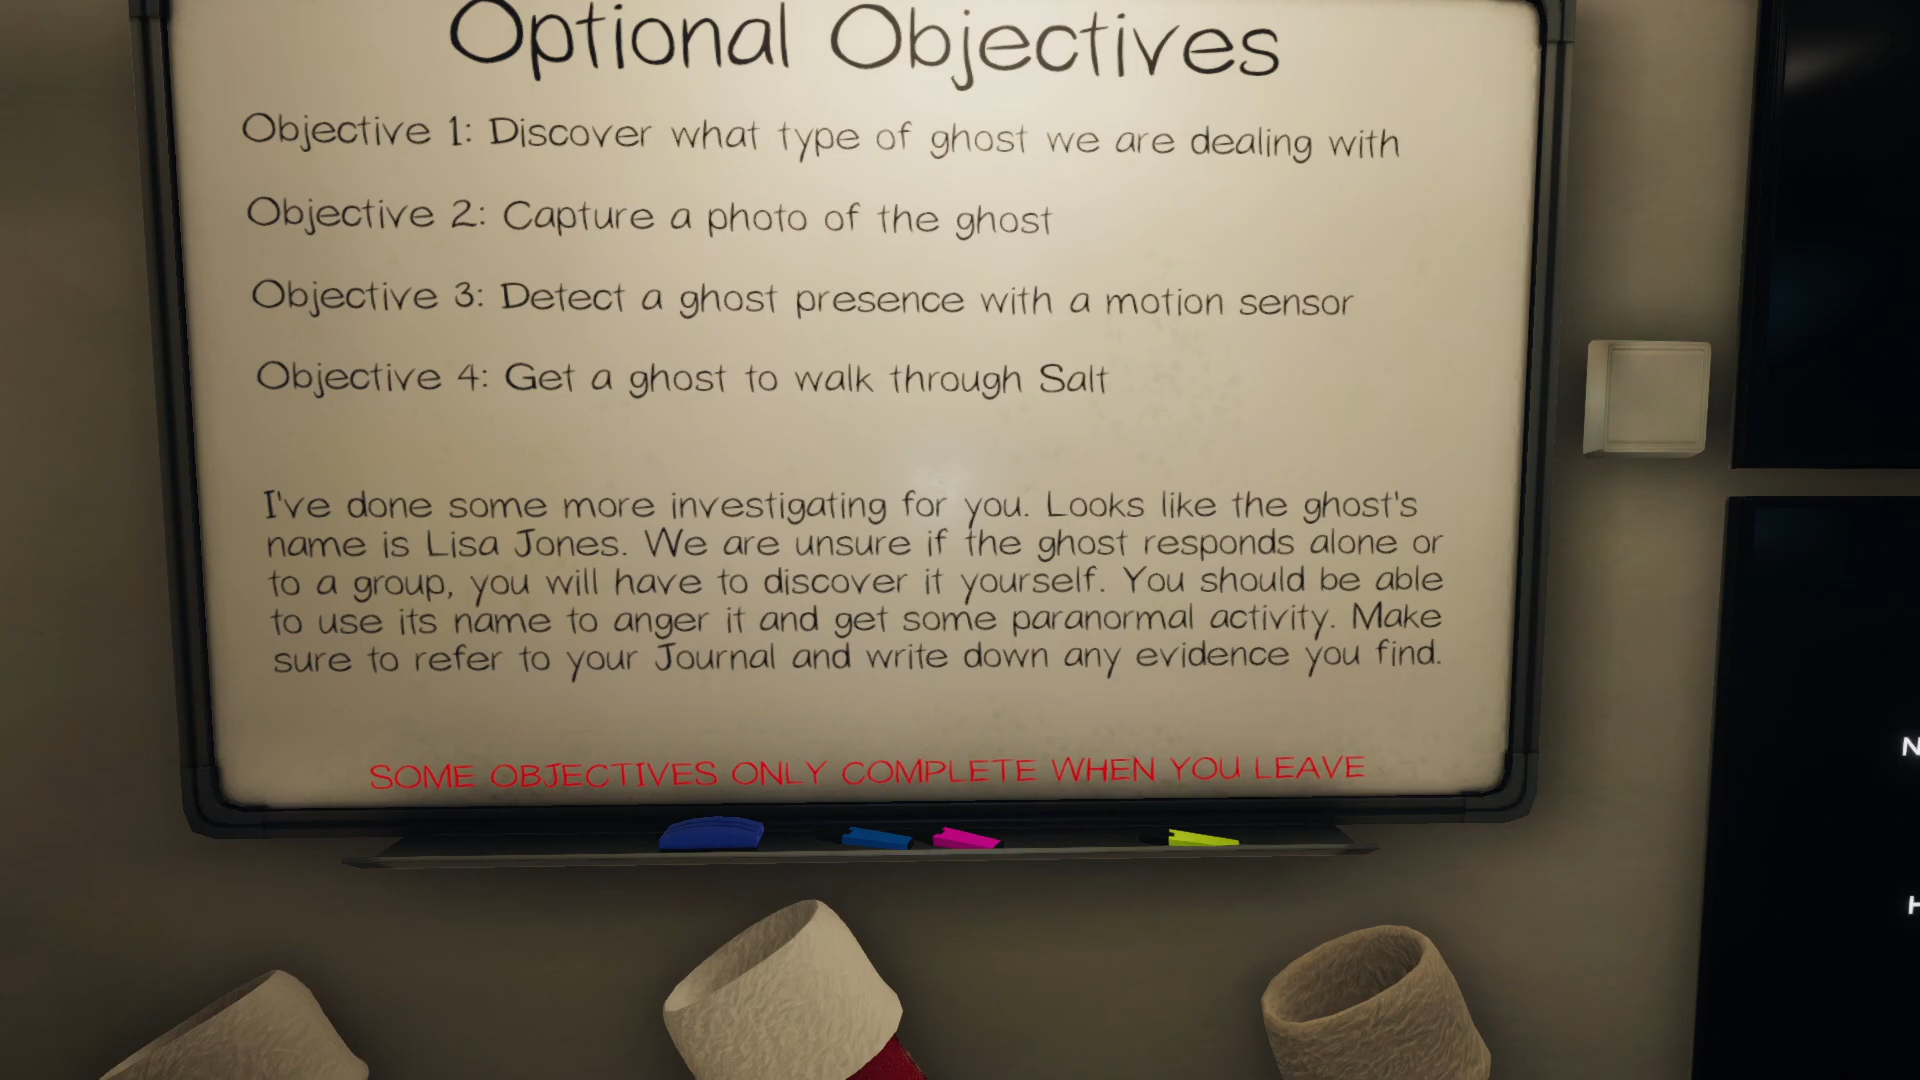 Optional Objectives
Objective 1: Discover what type of ghost we are dealing with
Objective 2: Capture a photo of the ghost
Objective 3: Detect a ghost presence with a motion sensor
Objective 4: Get a ghost to walk through Salt
I've done some more investigating for you. Looks like the ghost's
name is Lisa Jones. We are unsure if the ghost responds alone or
to a group, you will have to discover it yourself. You should be able
to use its name to anger it and get some paranormal activity. Make
sure to refer to your Journal and write down any evidence you find.
SOME OBJECTIVES ONLY COMPLETE WHEN YOU LEAVE